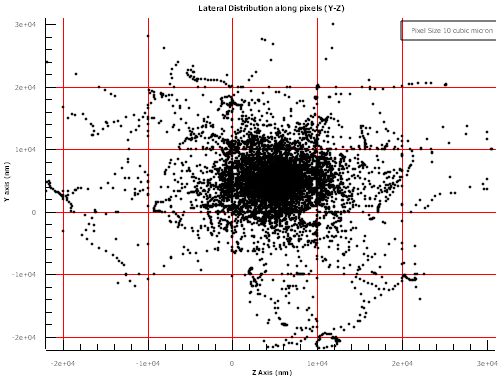 Lateral Distribution along pixels (Y-Z)
Pixel Size 10 cubic micron
3e+04
2e+04
1e+04
0
-1e+04
-2e+04
Y axis (nm)
-2e+04
-1e+04
0
1e+04
2e+04
3e+04
Z Axis (nm)